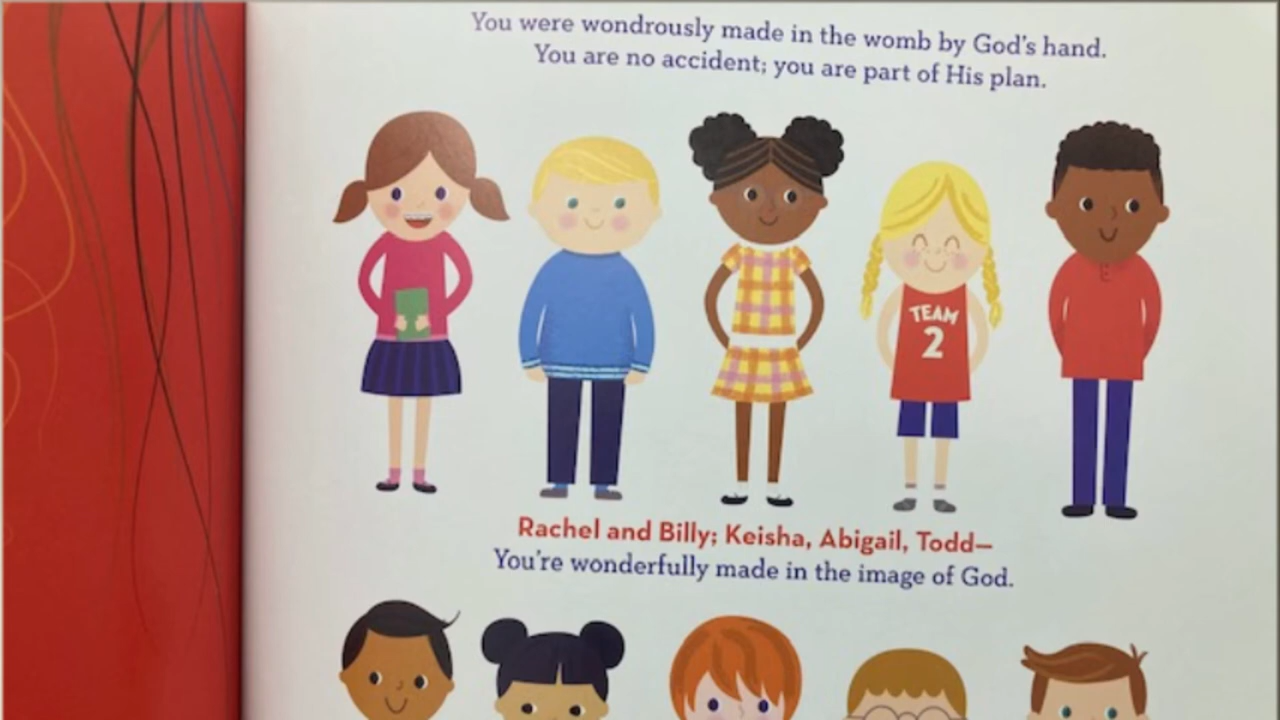 You were wondrously made in the womb by God's hand.
You are no accident; you are part of His plan.
TEAM
2
Rachel and Billy; Keisha, Abigail, Todd—
You're wonderfully made in the image of God.